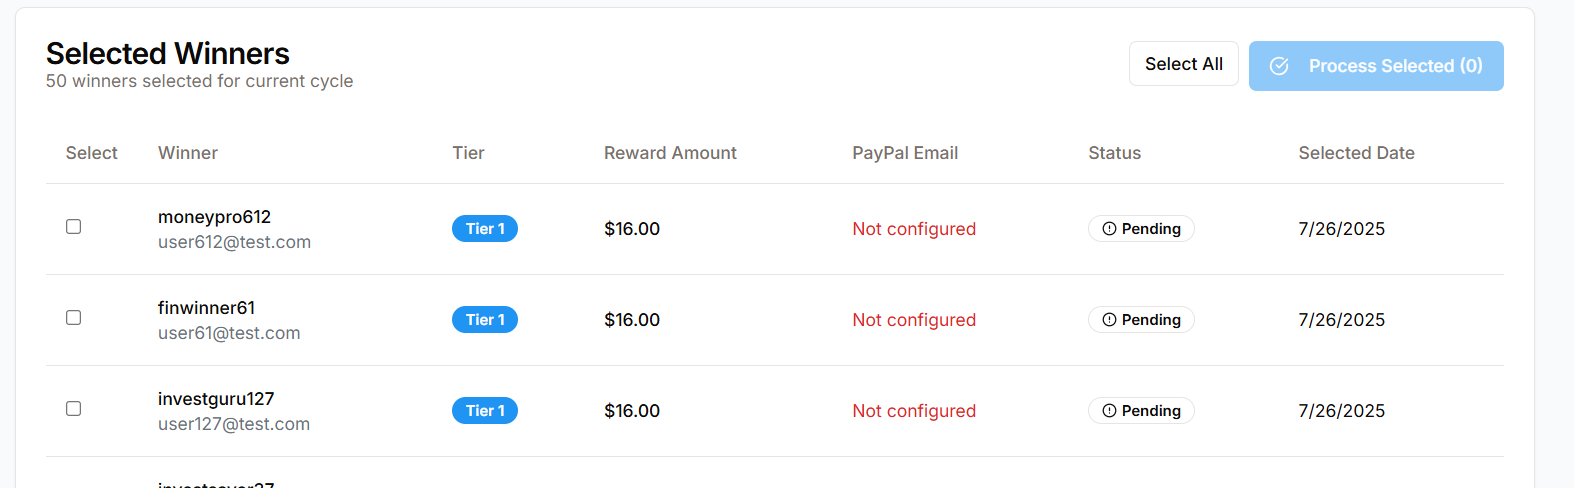 Selected Winners
50 winners selected for current cycle
Select All
Process Selected (0)
Select Winner Tier Reward Amount PayPal Email Status Selected Date
moneypro612
user612@test.com
Tier 1 $16.00 Not configured Pending 7/26/2025
finwinner61
user61@test.com
Tier 1 $16.00 Not configured Pending 7/26/2025
investguru127
user127@test.com
Tier 1 $16.00 Not configured Pending 7/26/2025